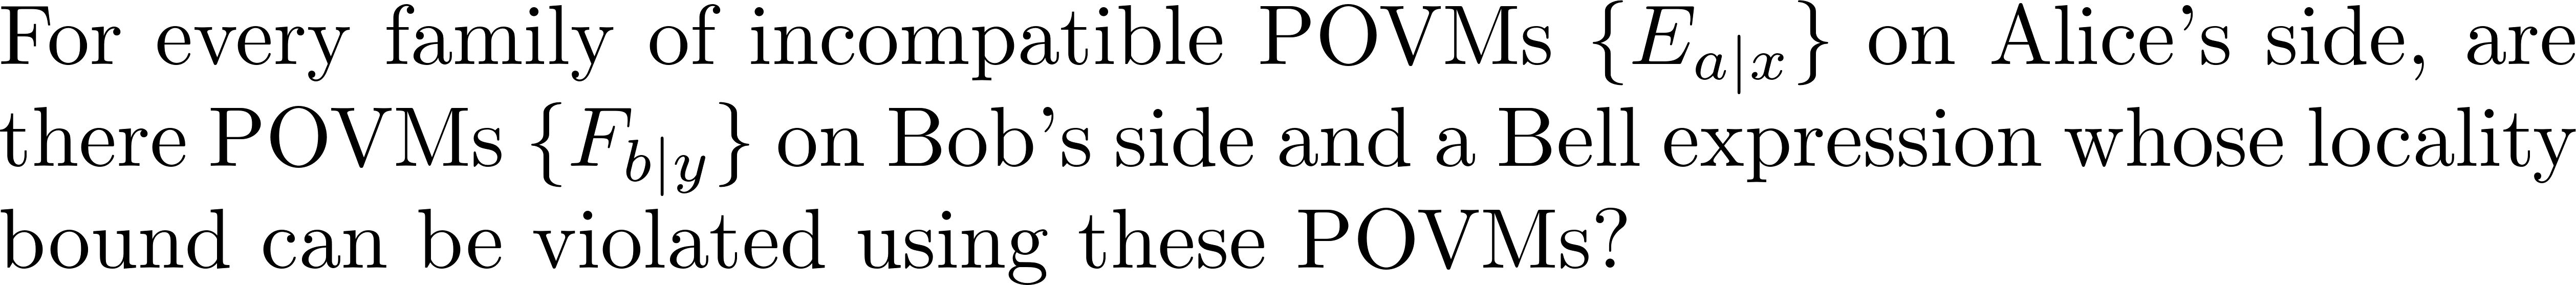 For every family of incompatible POVMs {E_{a|x}} on Alice's side, are
there POVMs {F_{b|y}} on Bob's side and a Bell expression whose locality
bound can be violated using these POVMs?